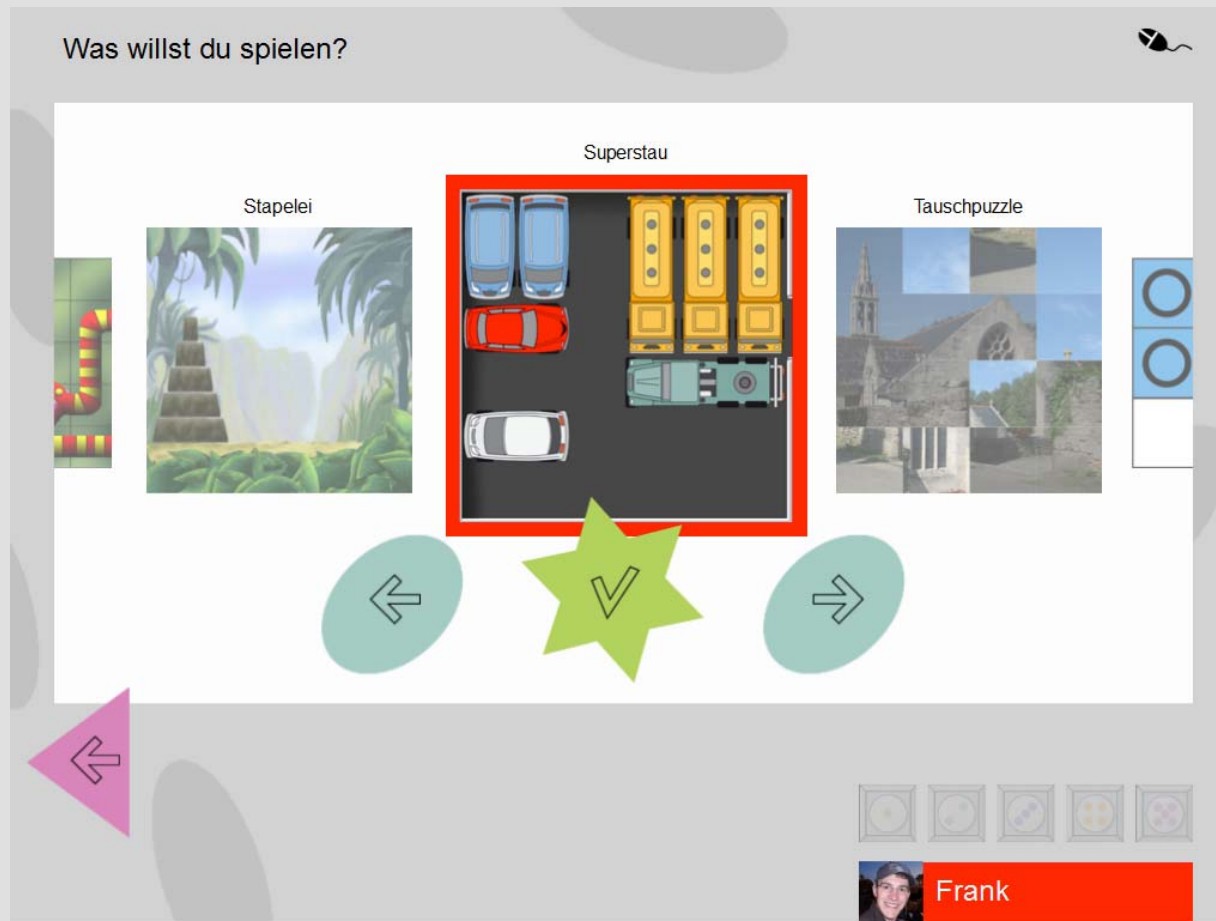 Was willst du spielen?
Superstau
Stapelei
Tauschpuzzle
Frank